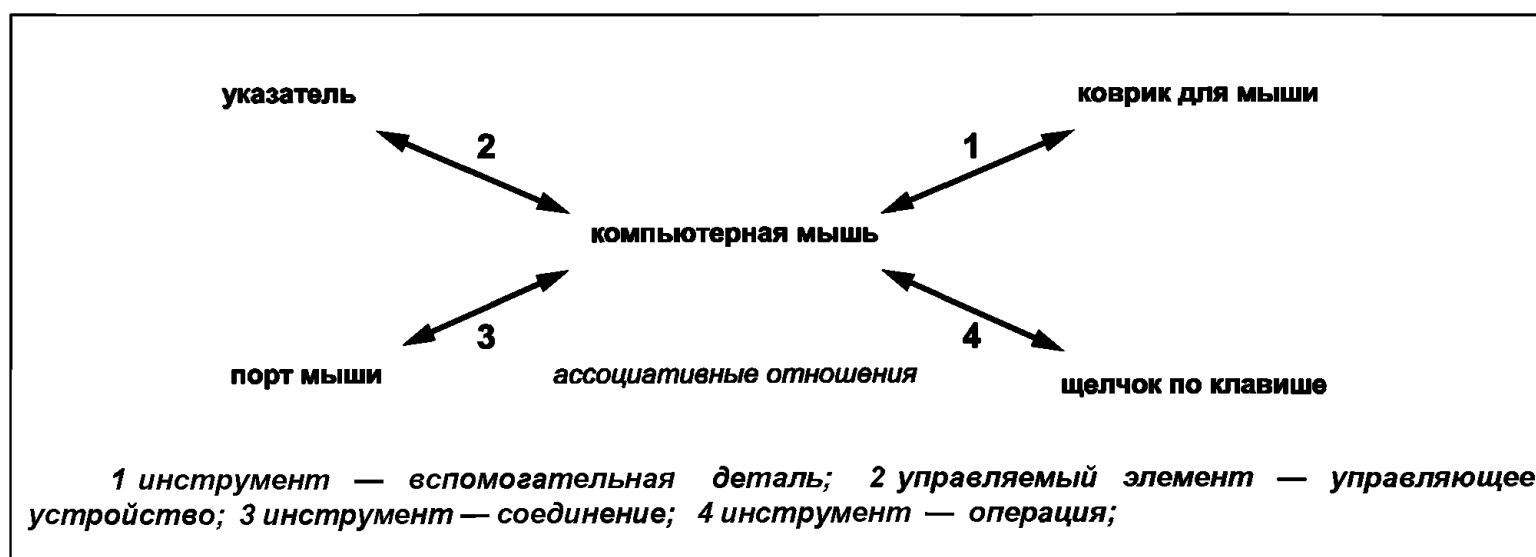 указатель
коврик для мыши
2
1
компьютерная мышь
3
4
порт мыши
ассоциативные отношения
щелчок по клавише
1 инструмент — вспомогательная деталь; 2 управляемый элемент — управляющее
устройство; 3 инструмент — соединение; 4 инструмент — операция;